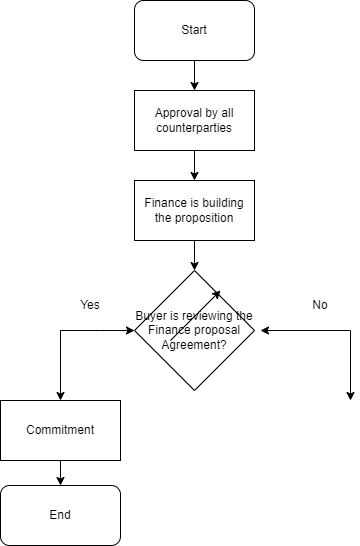 Start
Approval by all
counterparties
Finance is building
the proposition
Yes
No
Buyer is reviewing the
Finance proposal
Agreement?
Commitment
End